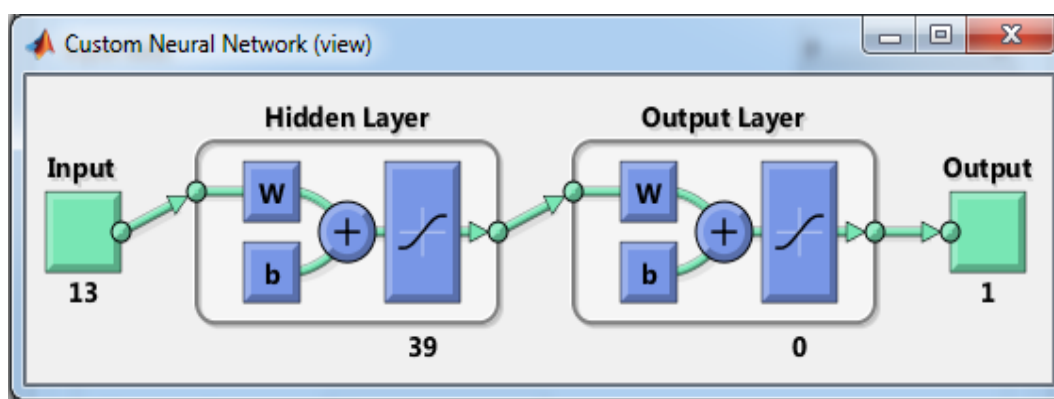 Custom Neural Network (view)
Hidden Layer
Output Layer
Input
Output
W
W
b
b
13
1
39
0